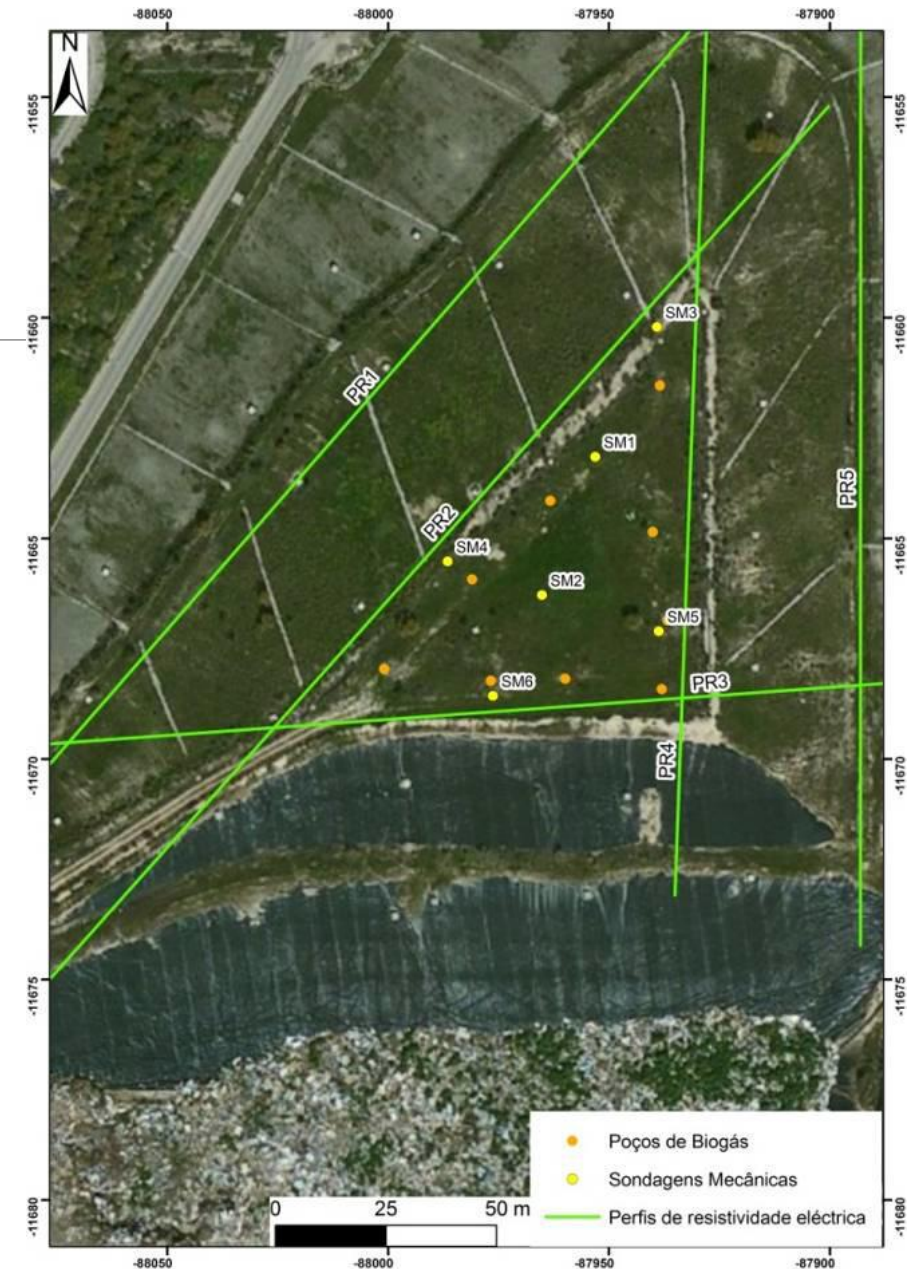 -88050 -88000 -87950 -87900
N
-11655
-11660
-11665
-11670
-11675
-11680
-11655
-11660
-11665
-11670
-11675
-11680
SM3
PR1
SM1
PR5
PR2
SM4
SM2
SM5
SM6
PR3
PR4
Poços de Biogás
Sondagens Mecânicas
Perfis de resistividade eléctrica
0 25 50 m
-88050 -88000 -87950 -87900